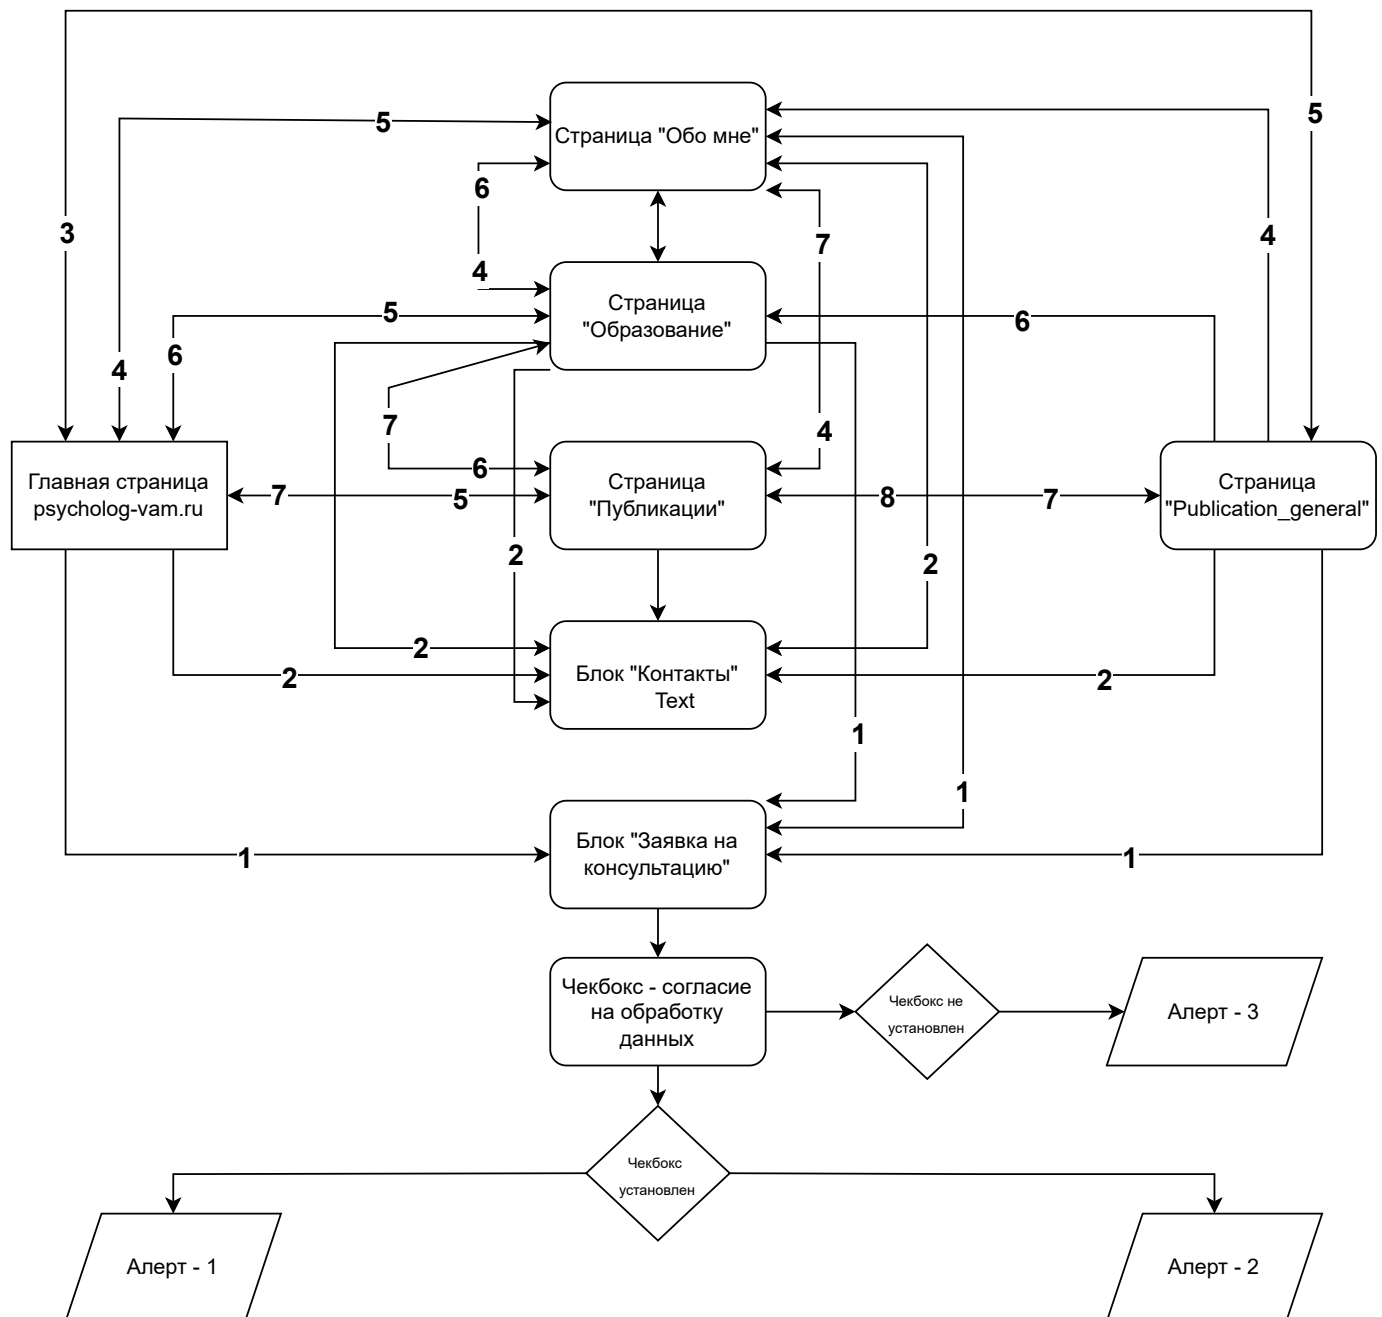 5
5
Страница "Обо мне"
6
3
7
4
4
Страница
"Образование"
5
6
6
4
7
4
6
Главная страница
psycholog-vam.ru
Страница
"Публикации"
Страница
"Publication_general"
7
5
8
7
2
2
2
2
2
Блок "Контакты"
Text
1
1
Блок "Заявка на
консультацию"
1
1
Чекбокс - согласие
на обработку
данных
Чекбокс не
установлен
Алерт - 3
Чекбокс
установлен
Алерт - 1
Алерт - 2